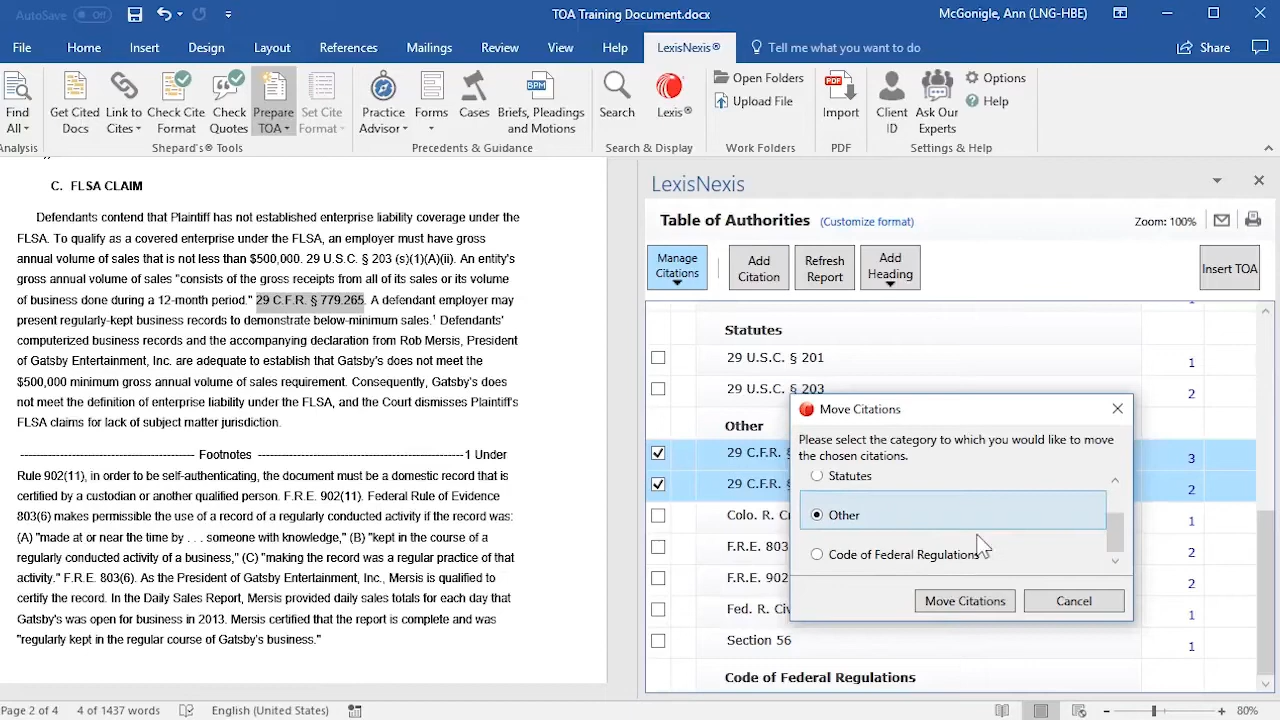 AutoSave Off
TOA Training Document.docx
McGonigle, Ann (LNG-HBE)
File Home Insert Design Layout References Mailings Review View Help LexisNexis® Tell me what you want to do Share
Find All
Get Cited Docs
Link to Cites
Check Cite Format
Check Quotes
Prepare TOA
Set Cite Format
Practice Advisor
Forms
Cases
BPM
Briefs, Pleadings and Motions
Search
Lexis®
Open Folders
Upload File
PDF
Import
Client ID
Ask Our Experts
Options
Help
Analysis
Shepard's® Tools
Precedents & Guidance
Search & Display
Work Folders
PDF
Settings & Help
C. FLSA CLAIM
Defendants contend that Plaintiff has not established enterprise liability coverage under the
FLSA. To qualify as a covered enterprise under the FLSA, an employer must have gross
annual volume of sales that is not less than $500,000. 29 U.S.C. § 203 (s)(1)(A)(ii). An entity's
gross annual volume of sales "consists of the gross receipts from all of its sales or its volume
of business done during a 12-month period." 29 C.F.R. § 779.265. A defendant employer may
present regularly-kept business records to demonstrate below-minimum sales.¹ Defendants'
computerized business records and the accompanying declaration from Rob Mersis, President
of Gatsby Entertainment, Inc. are adequate to establish that Gatsby's does not meet the
$500,000 minimum gross annual volume of sales requirement. Consequently, Gatsby's does
not meet the definition of enterprise liability under the FLSA, and the Court dismisses Plaintiff's
FLSA claims for lack of subject matter jurisdiction.
Footnotes 1 Under
Rule 902(11), in order to be self-authenticating, the document must be a domestic record that is
certified by a custodian or another qualified person. F.R.E. 902(11). Federal Rule of Evidence
803(6) makes permissible the use of a record of a regularly conducted activity if the record was:
(A) "made at or near the time by . . . someone with knowledge," (B) "kept in the course of a
regularly conducted activity of a business," (C) "making the record was a regular practice of that
activity." F.R.E. 803(6). As the President of Gatsby Entertainment, Inc., Mersis is qualified to
certify the record. In the Daily Sales Report, Mersis provided daily sales totals for each day that
Gatsby's was open for business in 2013. Mersis certified that the report is complete and was
"regularly kept in the regular course of Gatsby's business."
LexisNexis
Table of Authorities (Customize format)
Zoom: 100%
Manage Citations
Add Citation
Refresh Report
Add Heading
Insert TOA
Statutes
29 U.S.C. § 201 1
29 U.S.C. § 203 2
Other
29 C.F.R. § 3
29 C.F.R. § 2
Colo. R. C 1
F.R.E. 803 2
F.R.E. 902 2
Fed. R. Civ 1
Section 56 1
Code of Federal Regulations
Move Citations
Please select the category to which you would like to move
the chosen citations.
Statutes
Other
Code of Federal Regulations
Move Citations
Cancel
Page 2 of 4 4 of 1437 words English (United States) 80%